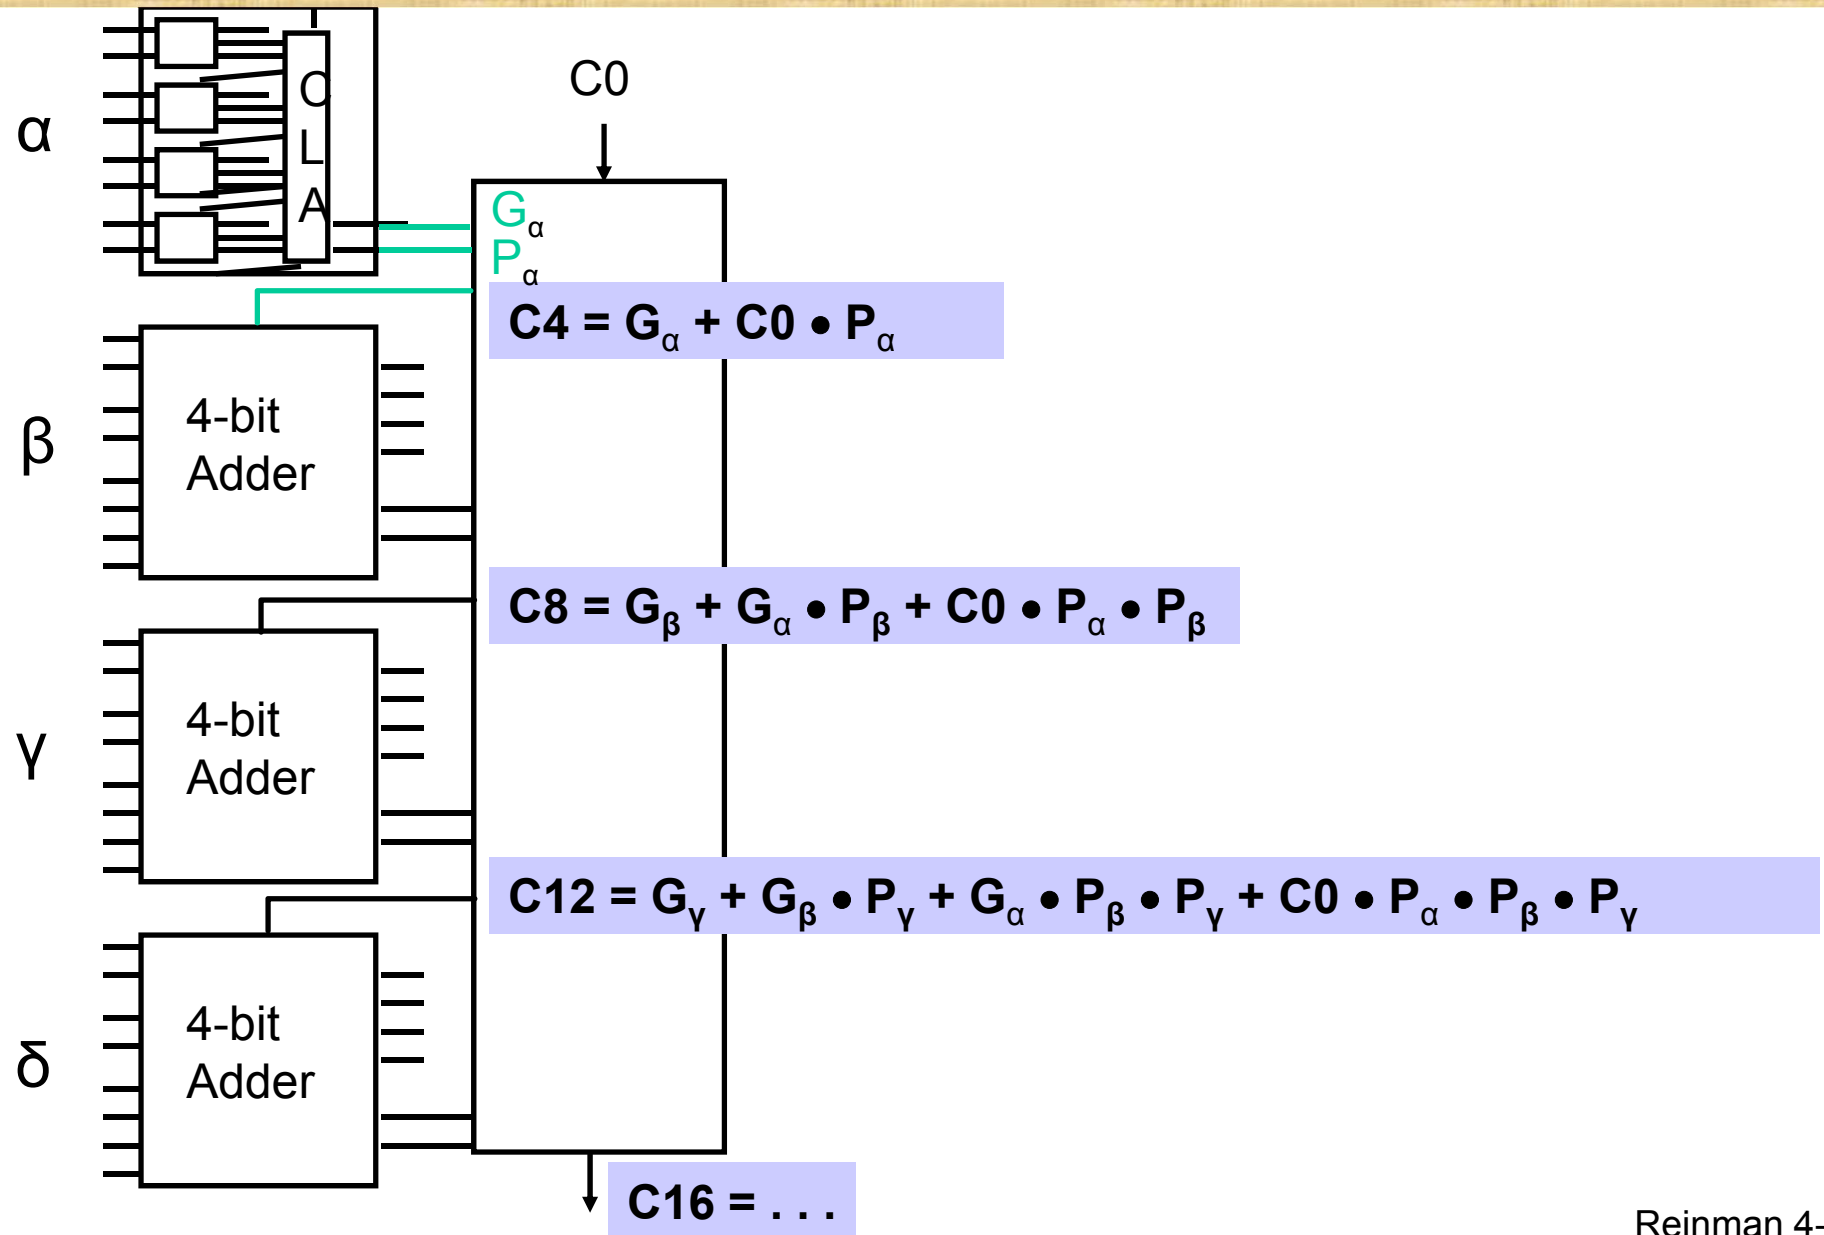 C
L
A
α
C0
Gα
Pα
C4 = Gα + C0 • Pα
β
4-bit
Adder
C8 = Gβ + Gα • Pβ + C0 • Pα • Pβ
γ
4-bit
Adder
C12 = Gγ + Gβ • Pγ + Gα • Pβ • Pγ + C0 • Pα • Pβ • Pγ
δ
4-bit
Adder
C16 = . . .
Reinman 4-